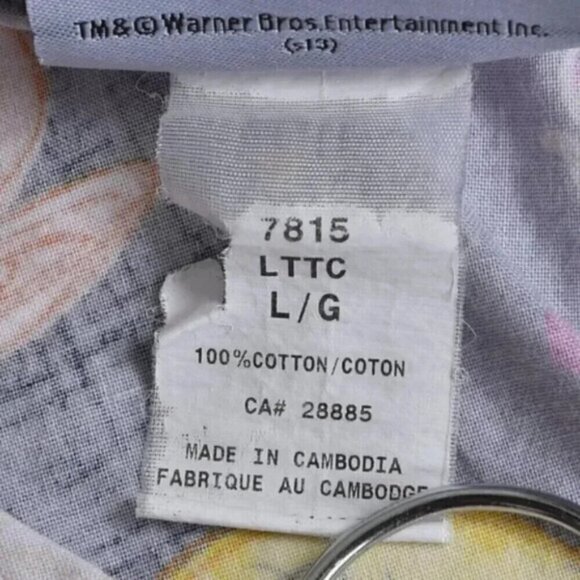 TM&©Warner Bros.Entertainment Inc.
(s13)
7815
LTTC
L/G
100%COTTON/COTON
CA# 28885
MADE IN CAMBODIA
FABRIQUE AU CAMBODGE